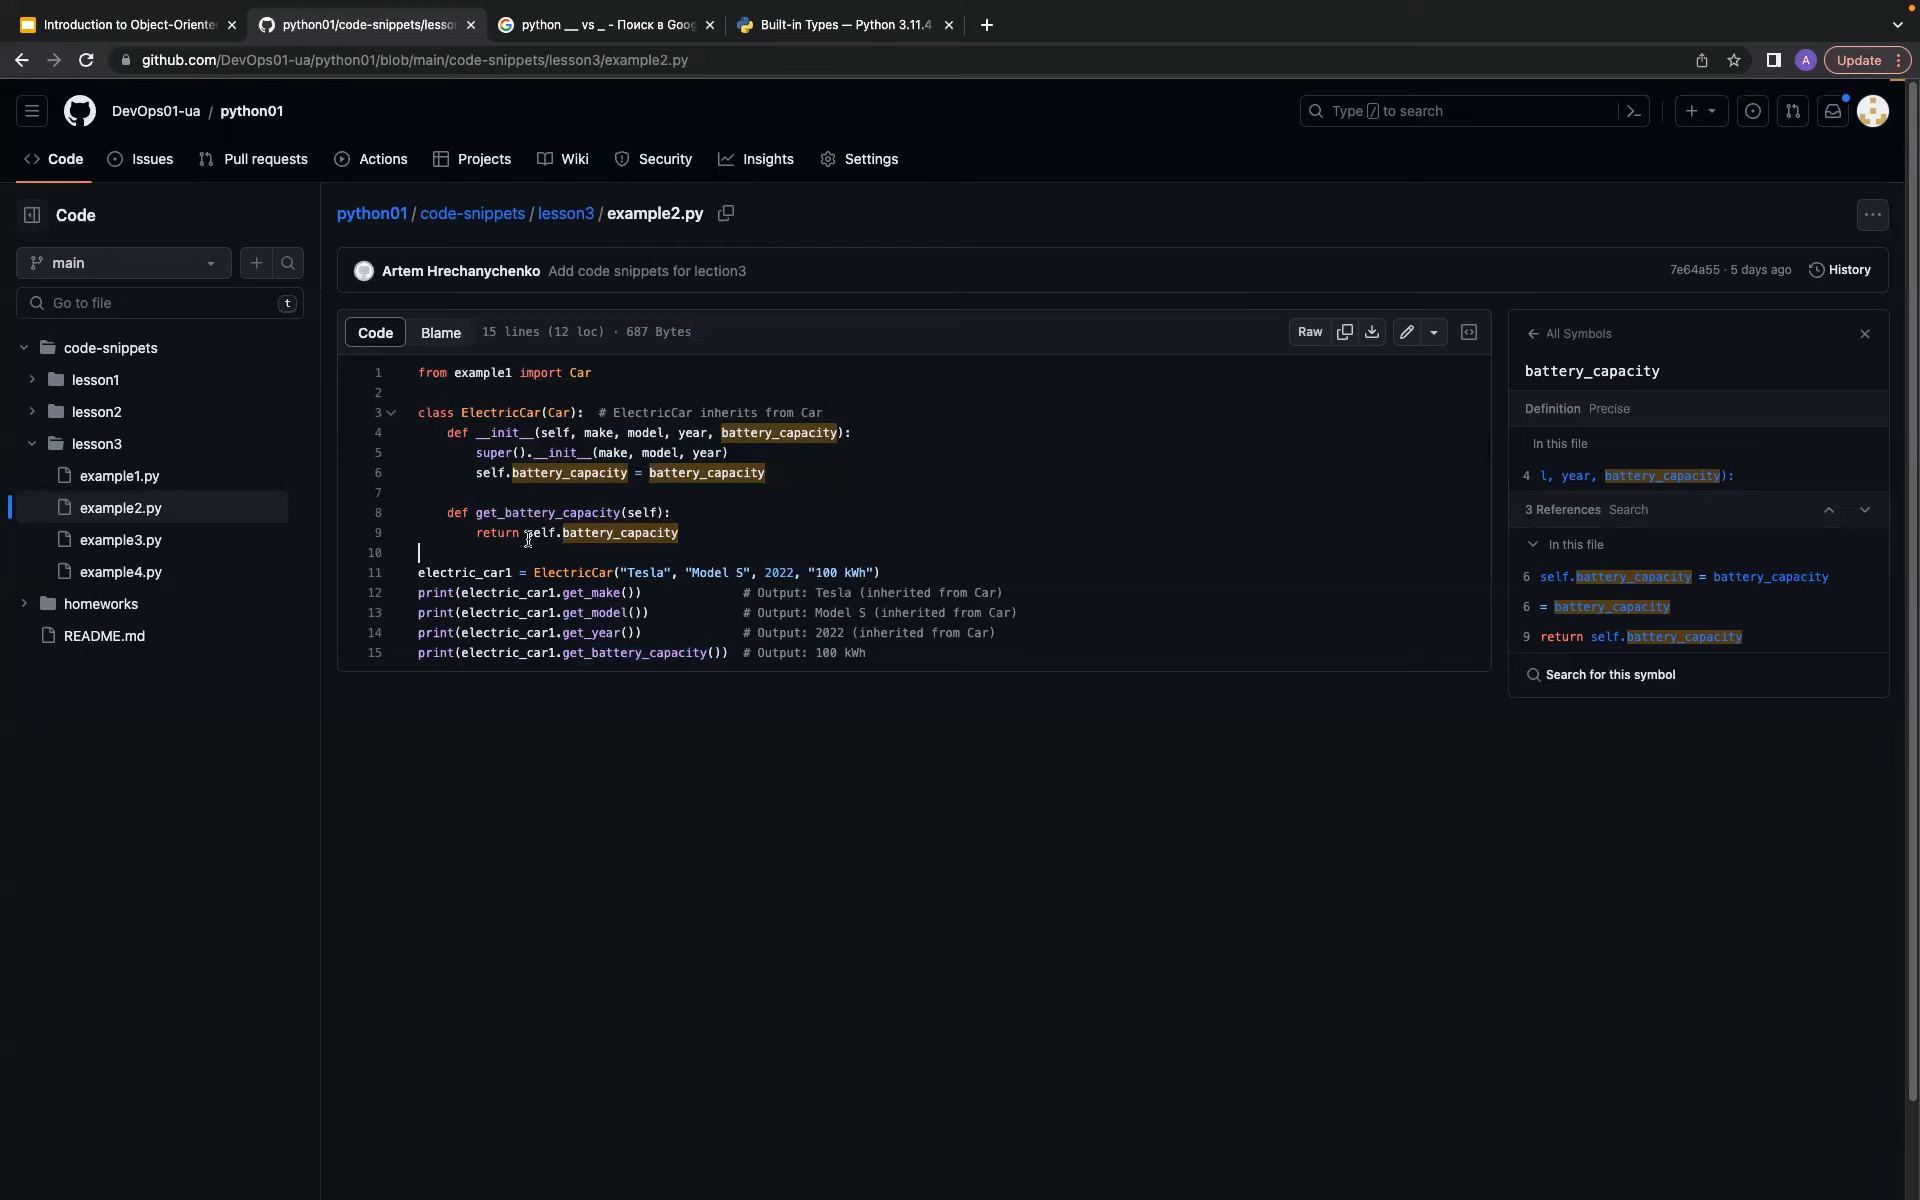 Introduction to Object-Oriente
python01/code-snippets/lesson
python __ vs _ - Поиск в Goog
Built-in Types — Python 3.11.4
github.com/DevOps01-ua/python01/blob/main/code-snippets/lesson3/example2.py
A
Update
DevOps01-ua / python01
Type / to search
Code
Issues
Pull requests
Actions
Projects
Wiki
Security
Insights
Settings
Code
main
Go to file
t
code-snippets
lesson1
lesson2
lesson3
example1.py
example2.py
example3.py
example4.py
homeworks
README.md
python01 / code-snippets / lesson3 / example2.py
Artem Hrechanychenko Add code snippets for lection3
7e64a55 · 5 days ago
History
Code
Blame
15 lines (12 loc) · 687 Bytes
Raw
1 from example1 import Car
2
3 class ElectricCar(Car):  # ElectricCar inherits from Car
4     def __init__(self, make, model, year, battery_capacity):
5         super().__init__(make, model, year)
6         self.battery_capacity = battery_capacity
7
8     def get_battery_capacity(self):
9         return self.battery_capacity
10
11 electric_car1 = ElectricCar("Tesla", "Model S", 2022, "100 kWh")
12 print(electric_car1.get_make())              # Output: Tesla (inherited from Car)
13 print(electric_car1.get_model())             # Output: Model S (inherited from Car)
14 print(electric_car1.get_year())              # Output: 2022 (inherited from Car)
15 print(electric_car1.get_battery_capacity())  # Output: 100 kWh
All Symbols
battery_capacity
Definition Precise
In this file
4 l, year, battery_capacity):
3 References Search
In this file
6 self.battery_capacity = battery_capacity
6 = battery_capacity
9 return self.battery_capacity
Search for this symbol